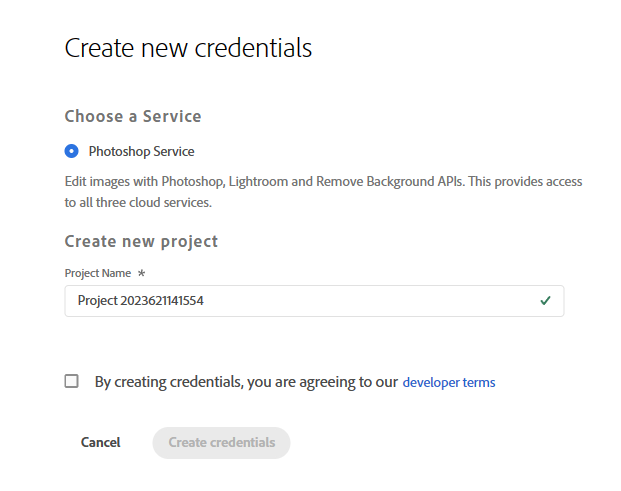 Create new credentials
Choose a Service
Photoshop Service
Edit images with Photoshop, Lightroom and Remove Background APIs. This provides access
to all three cloud services.
Create new project
Project Name *
Project 2023621141554
By creating credentials, you are agreeing to our developer terms
Cancel Create credentials